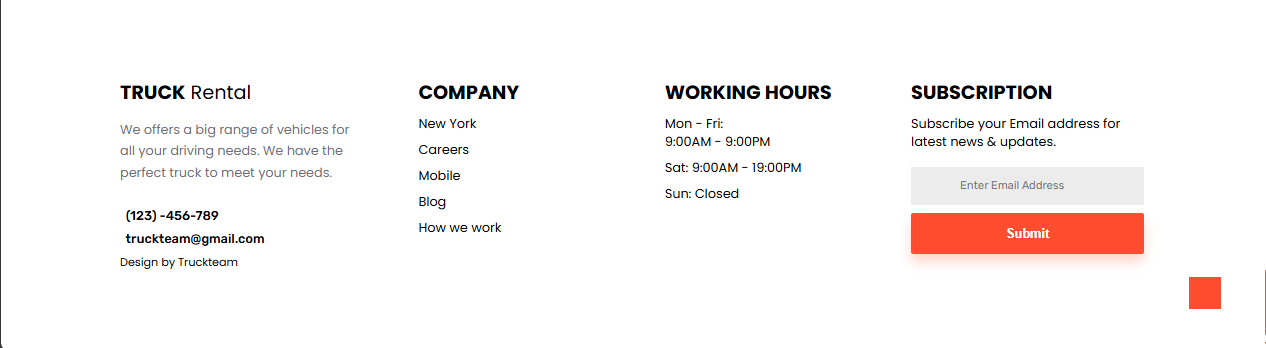 TRUCK Rental
We offers a big range of vehicles for
all your driving needs. We have the
perfect truck to meet your needs.
(123) -456-789
truckteam@gmail.com
Design by Truckteam
COMPANY
New York
Careers
Mobile
Blog
How we work
WORKING HOURS
Mon - Fri:
9:00AM - 9:00PM
Sat: 9:00AM - 19:00PM
Sun: Closed
SUBSCRIPTION
Subscribe your Email address for
latest news & updates.
Enter Email Address
Submit